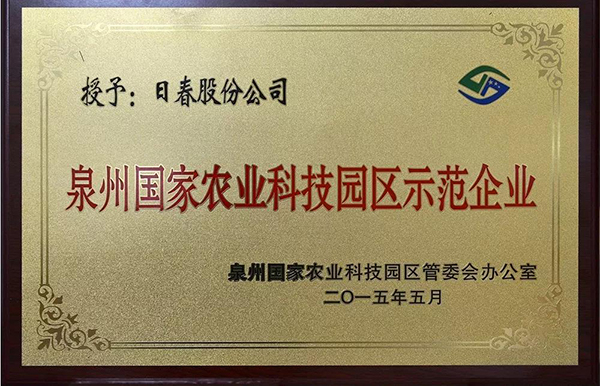 授予：日春股份公司
泉州国家农业科技园区示范企业
泉州国家农业科技园区管委会办公室
二〇一五年五月